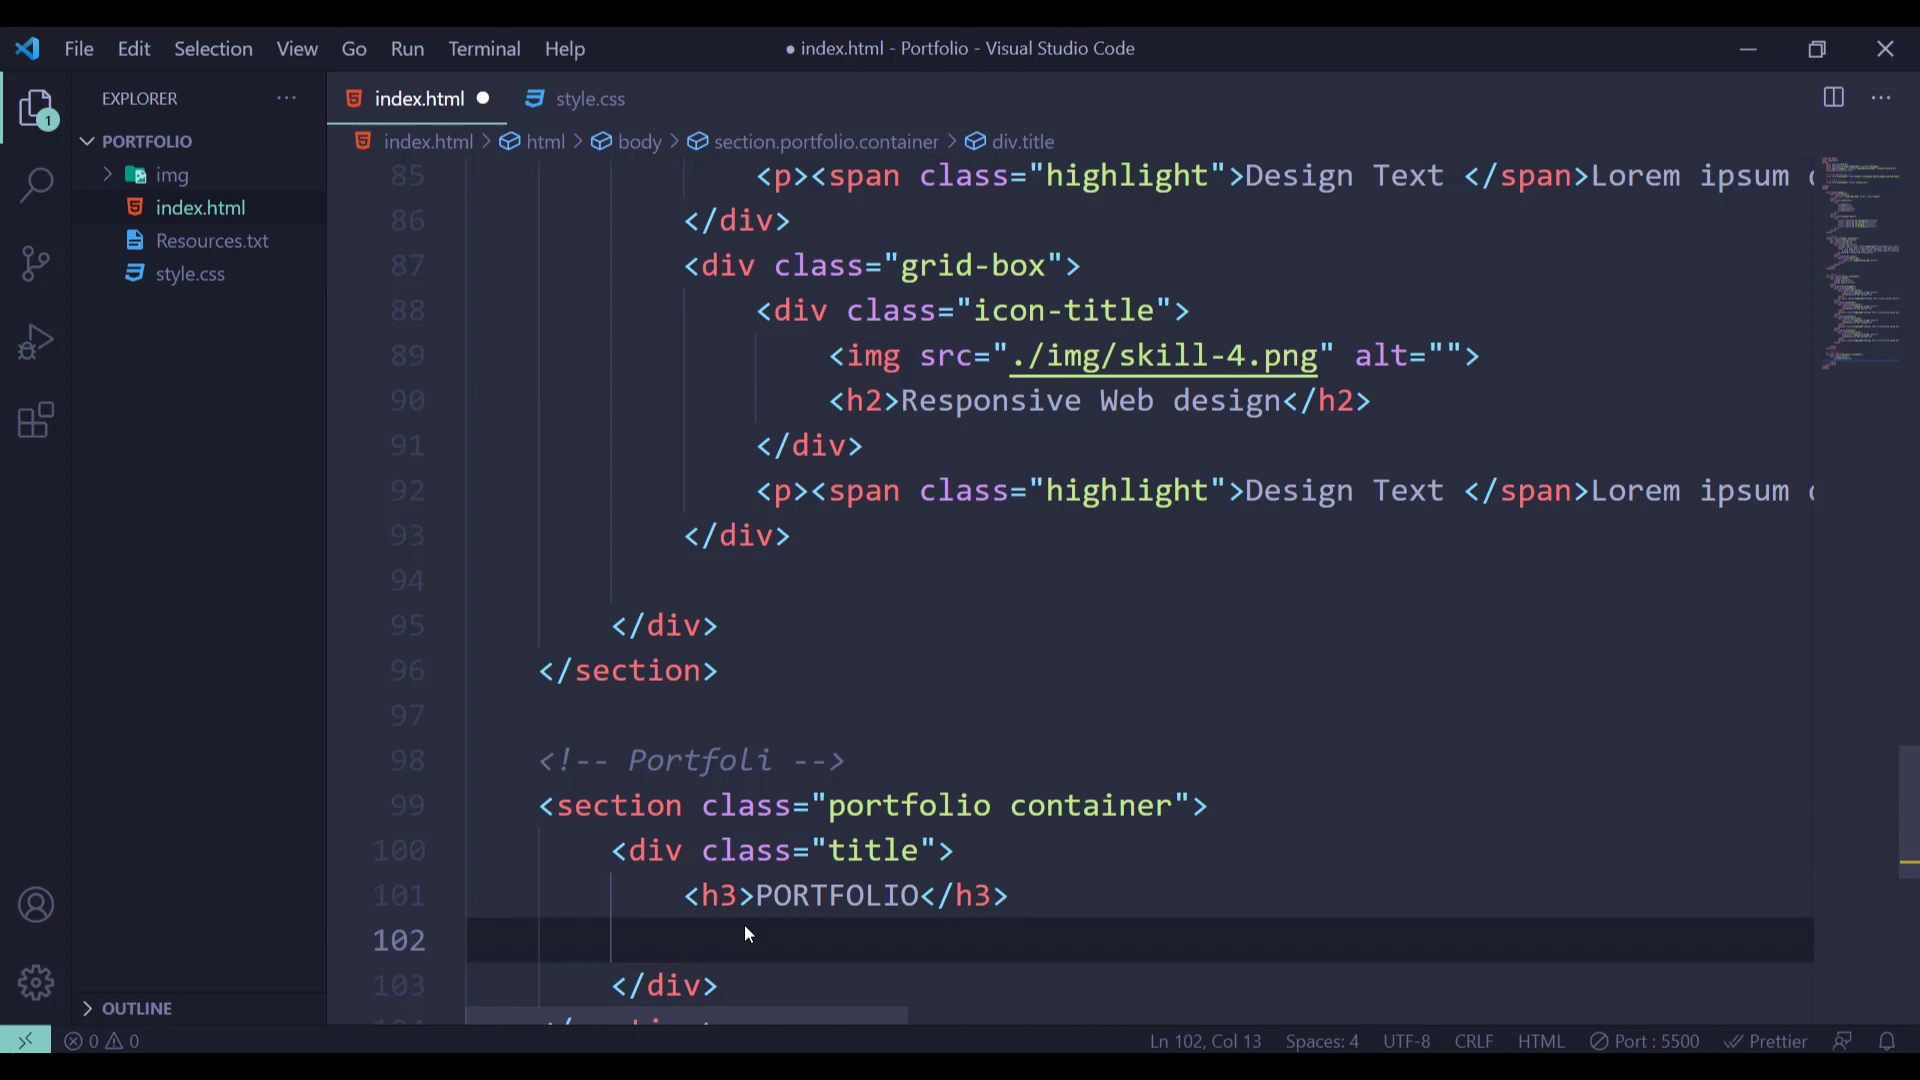 File Edit Selection View Go Run Terminal Help
● index.html - Portfolio - Visual Studio Code
EXPLORER ···
1
PORTFOLIO
img
index.html
Resources.txt
style.css
OUTLINE
index.html ●
style.css
index.html > html > body > section.portfolio.container > div.title
85 <p><span class="highlight">Design Text </span>Lorem ipsum
86 </div>
87 <div class="grid-box">
88 <div class="icon-title">
89 <img src="./img/skill-4.png" alt="">
90 <h2>Responsive Web design</h2>
91 </div>
92 <p><span class="highlight">Design Text </span>Lorem ipsum
93 </div>
94
95 </div>
96 </section>
97
98 <!-- Portfoli -->
99 <section class="portfolio container">
100 <div class="title">
101 <h3>PORTFOLIO</h3>
102
103 </div>
0 0
Ln 102, Col 13 Spaces: 4 UTF-8 CRLF HTML Port : 5500 Prettier